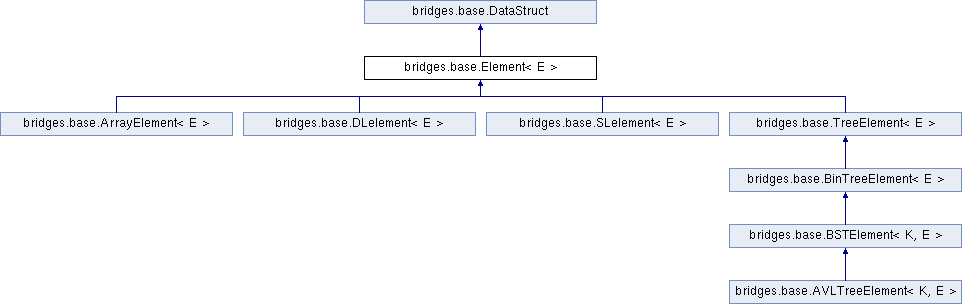 bridges.base.DataStruct
bridges.base.Element< E >
bridges.base.ArrayElement< E >
bridges.base.DLelement< E >
bridges.base.SLelement< E >
bridges.base.TreeElement< E >
bridges.base.BinTreeElement< E >
bridges.base.BSTElement< K, E >
bridges.base.AVLTreeElement< K, E >